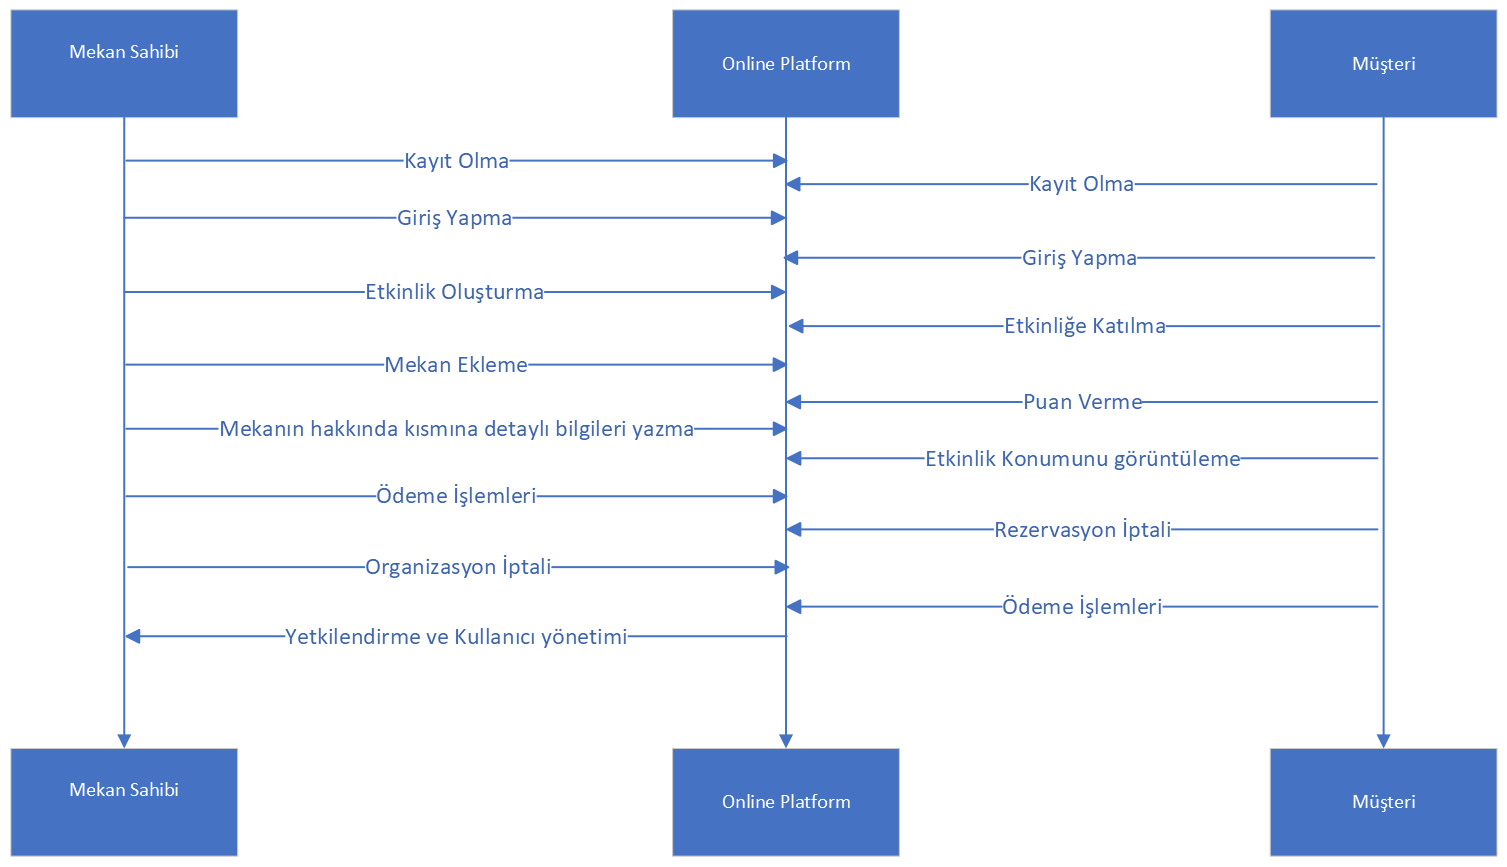 Mekan Sahibi
Online Platform
Müşteri
Kayıt Olma
Kayıt Olma
Giriş Yapma
Giriş Yapma
Etkinlik Oluşturma
Etkinliğe Katılma
Mekan Ekleme
Puan Verme
Mekanın hakkında kısmına detaylı bilgileri yazma
Etkinlik Konumunu görüntüleme
Ödeme İşlemleri
Rezervasyon İptali
Organizasyon İptali
Ödeme İşlemleri
Yetkilendirme ve Kullanıcı yönetimi
Mekan Sahibi
Online Platform
Müşteri